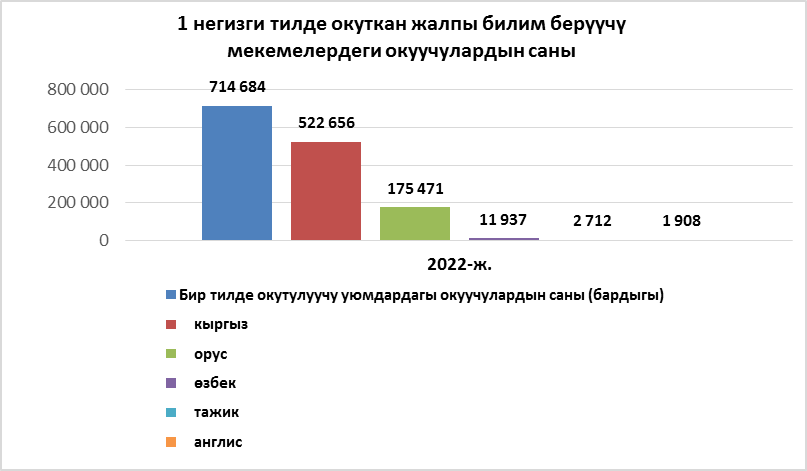 1 негизги тилде окуткан жалпы билим берүүчү
мекемелердеги окуучулардын саны
800 000
600 000
400 000
200 000
0
714 684
522 656
175 471
11 937
2 712
1 908
2022-ж.
Бир тилде окутулуучу уюмдардагы окуучулардын саны (бардыгы)
кыргыз
орус
өзбек
тажик
англис